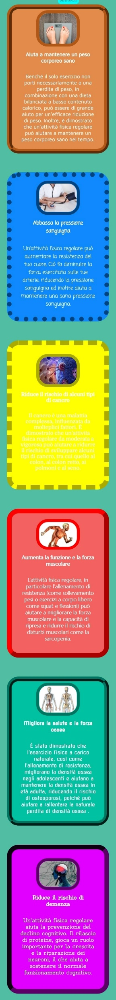 Dario Rovito
HELP!
Aiuta a mantenere un peso
corporeo sano
Benché il solo esercizio non
porti necessariamente a una
perdita di peso, in
combinazione con una dieta
bilanciata a basso contenuto
calorico, può essere di grande
aiuto per un'efficace riduzione
di peso. Inoltre, è dimostrato
che un'attività fisica regolare
può aiutare a mantenere un
peso corporeo sano nel tempo.
Abbassa la pressione
sanguigna
Un'attività fisica regolare può
aumentare la resistenza del
tuo cuore. Ciò fa diminuire la
forza esercitata sulle tue
arterie, riducendo la pressione
sanguigna ed inoltre aiuta a
mantenere una sana pressione
sanguigna.
Riduce il rischio di alcuni tipi
di cancro
Il cancro è una malattia
complessa, influenzata da
molteplici fattori. È
dimostrato che un'attività
fisica regolare da moderata a
vigorosa può aiutare a ridurre
il rischio di sviluppare alcuni
tipi di cancro, tra cui quello al
colon, al colon retto, ai
polmoni e al seno.
Aumenta la funzione e la forza
muscolare
L'attività fisica regolare, in
particolare l'allenamento di
resistenza (come sollevamento
pesi o esercizi a corpo libero
come squat e flessioni) può
aiutare a migliorare la forza
muscolare e la capacità di
ripresa e ridurre il rischio di
disturbi muscolari come la
sarcopenia.
Migliora la salute e la forza
ossee
È stato dimostrato che
l'esercizio fisico a carico
naturale, così come
l'allenamento di resistenza,
migliorano la densità ossea
negli adolescenti e aiutano a
mantenere la densità ossea in
età adulta, riducendo il rischio
di osteoporosi, poiché può
aiutare a rallentare la naturale
perdita di densità ossea .
Riduce il rischio di
demenza
Un'attività fisica regolare
aiuta la prevenzione del
declino cognitivo. Il rilascio
di proteine, gioca un ruolo
importante per la crescita
e la riparazione dei
neuroni, il che aiuta a
sostenere il normale
funzionamento cognitivo.